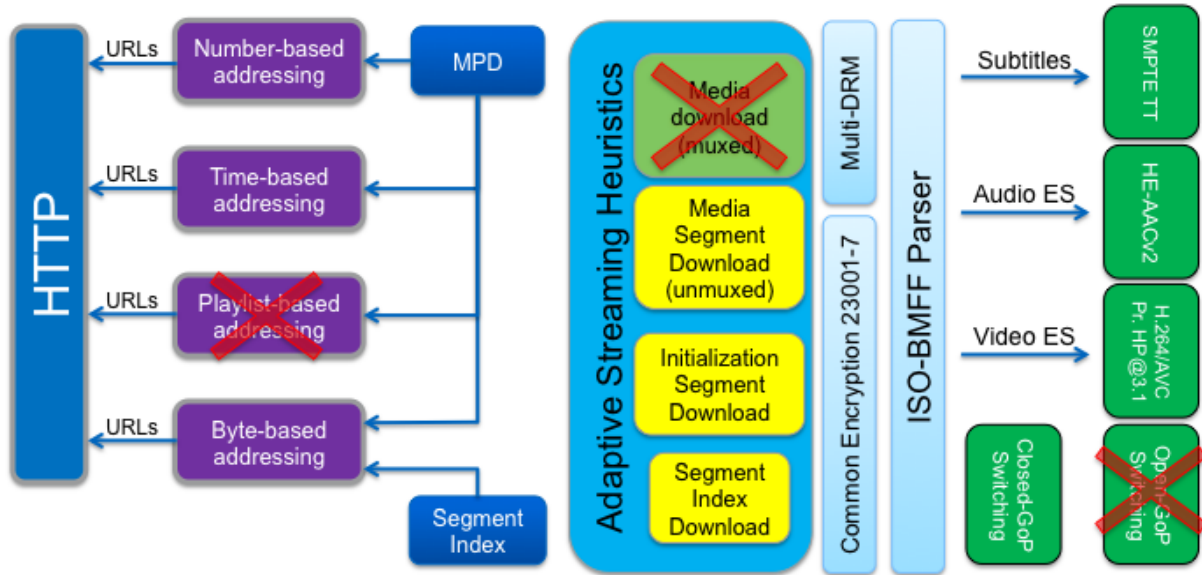 HTTP
URLs
Number-based
addressing
MPD
URLs
Time-based
addressing
URLs
Playlist-based
addressing
URLs
Byte-based
addressing
Segment
Index
Adaptive Streaming Heuristics
Media
download
(muxed)
Media
Segment
Download
(unmuxed)
Initialization
Segment
Download
Segment
Index
Download
Multi-DRM
Common Encryption 23001-7
ISO-BMFF Parser
Subtitles
SMPTE TT
Audio ES
HE-AACv2
Video ES
H.264/AVC
Pr. HP@3.1
Closed-GoP
Switching
Open-GoP
Switching